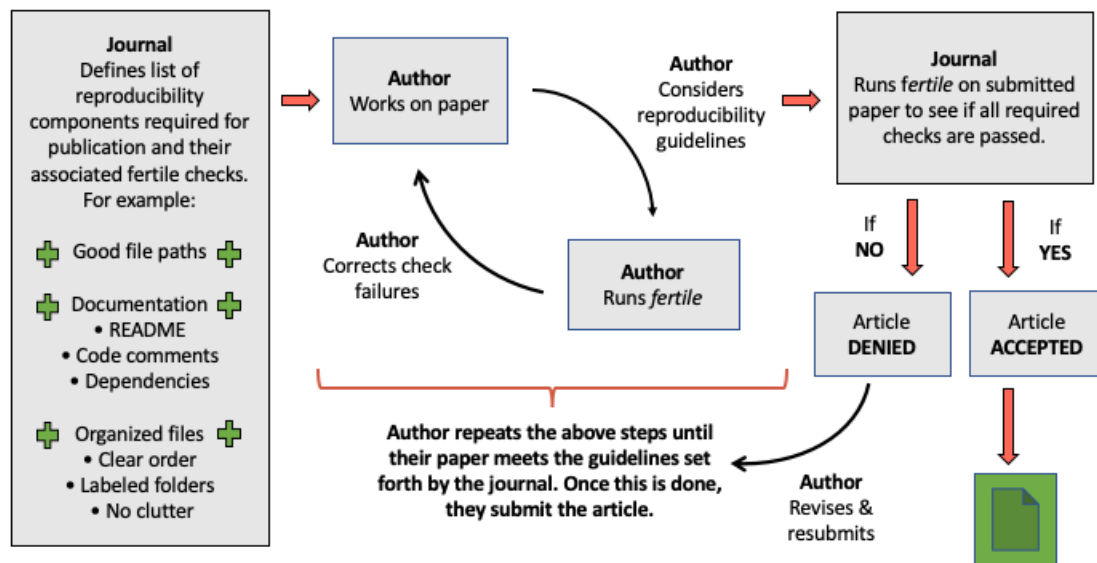 Journal
Defines list of
reproducibility
components required for
publication and their
associated fertile checks.
For example:
Good file paths
Documentation
• README
• Code comments
• Dependencies
Organized files
• Clear order
• Labeled folders
• No clutter
Author
Works on paper
Author
Considers
reproducibility
guidelines
Author
Corrects check
failures
Author
Runs fertile
Author repeats the above steps until
their paper meets the guidelines set
forth by the journal. Once this is done,
they submit the article.
Journal
Runs fertile on submitted
paper to see if all required
checks are passed.
If
NO
If
YES
Article
DENIED
Article
ACCEPTED
Author
Revises &
resubmits